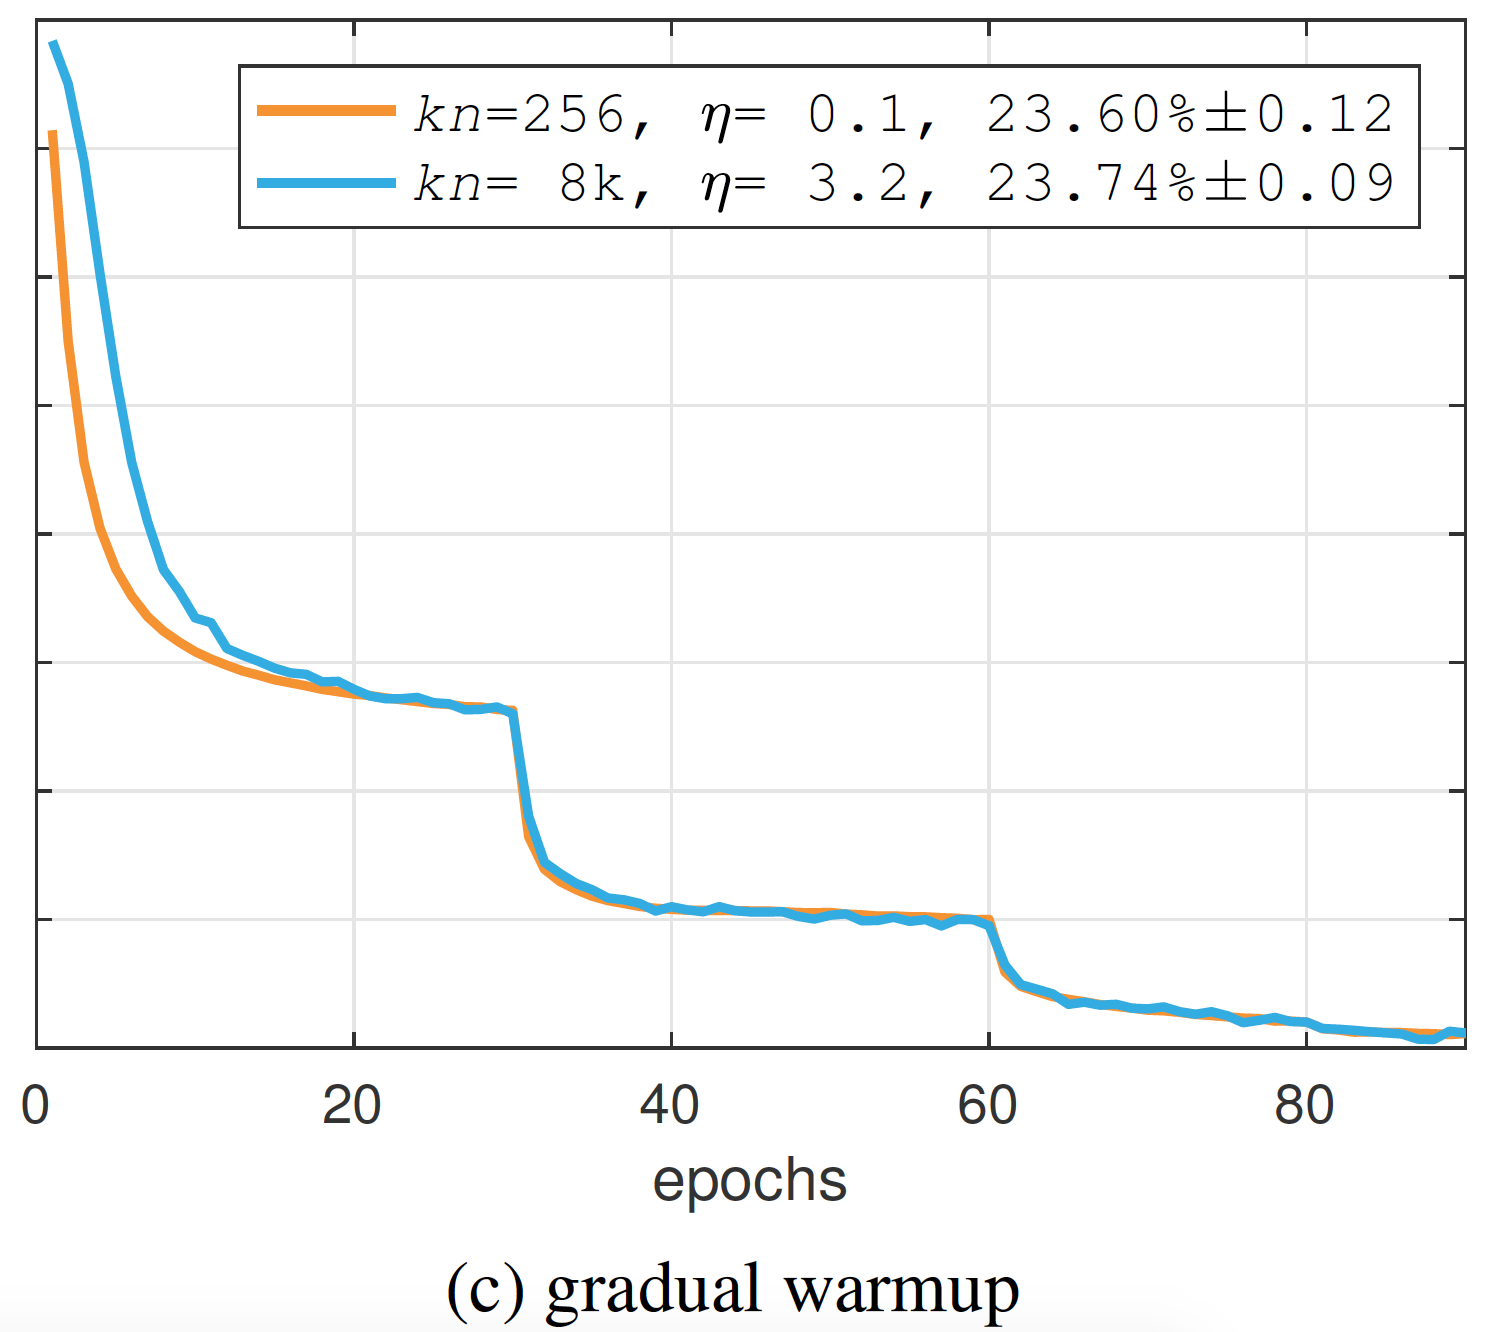 kn=256, η= 0.1, 23.60%±0.12
kn= 8k, η= 3.2, 23.74%±0.09
0 20 40 60 80
epochs
(c) gradual warmup